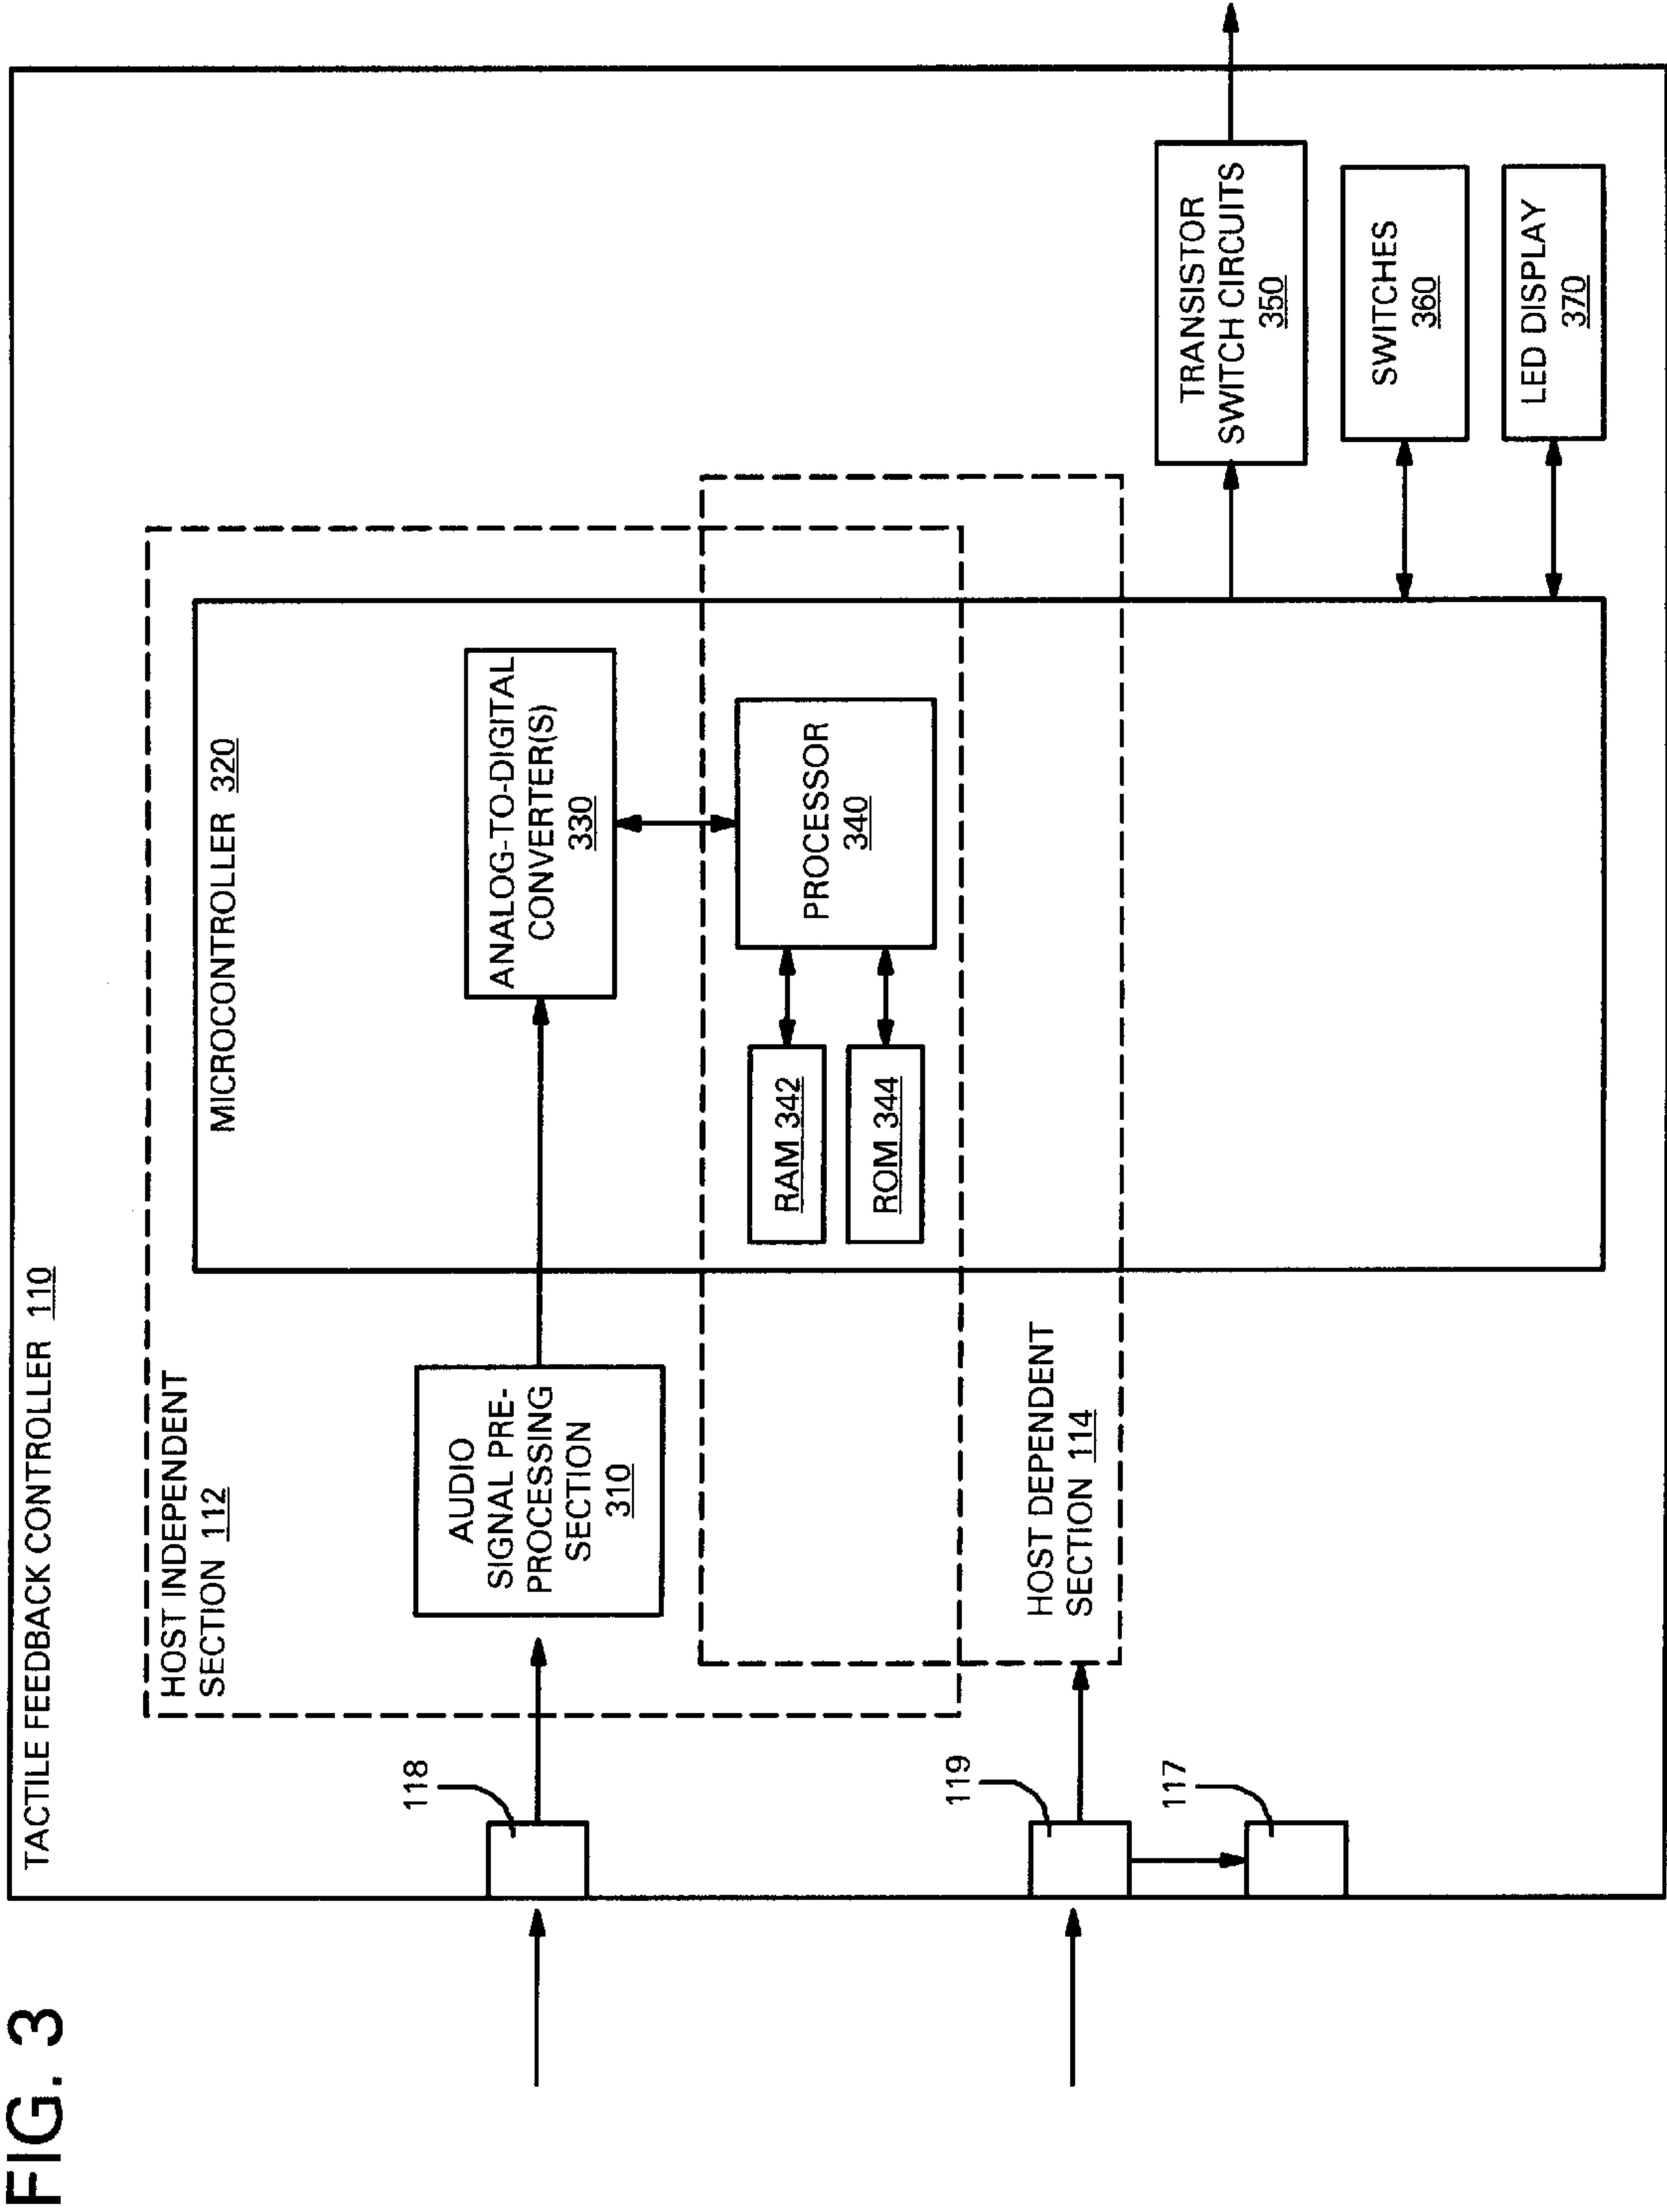 FIG. 3
TACTILE FEEDBACK CONTROLLER 110
HOST INDEPENDENT
SECTION 112
MICROCONTROLLER 320
118
AUDIO
SIGNAL PRE-
PROCESSING
SECTION
310
ANALOG-TO-DIGITAL
CONVERTER(S)
330
RAM 342
ROM 344
PROCESSOR
340
119
HOST DEPENDENT
SECTION 114
117
TRANSISTOR
SWITCH CIRCUITS
350
SWITCHES
360
LED DISPLAY
370